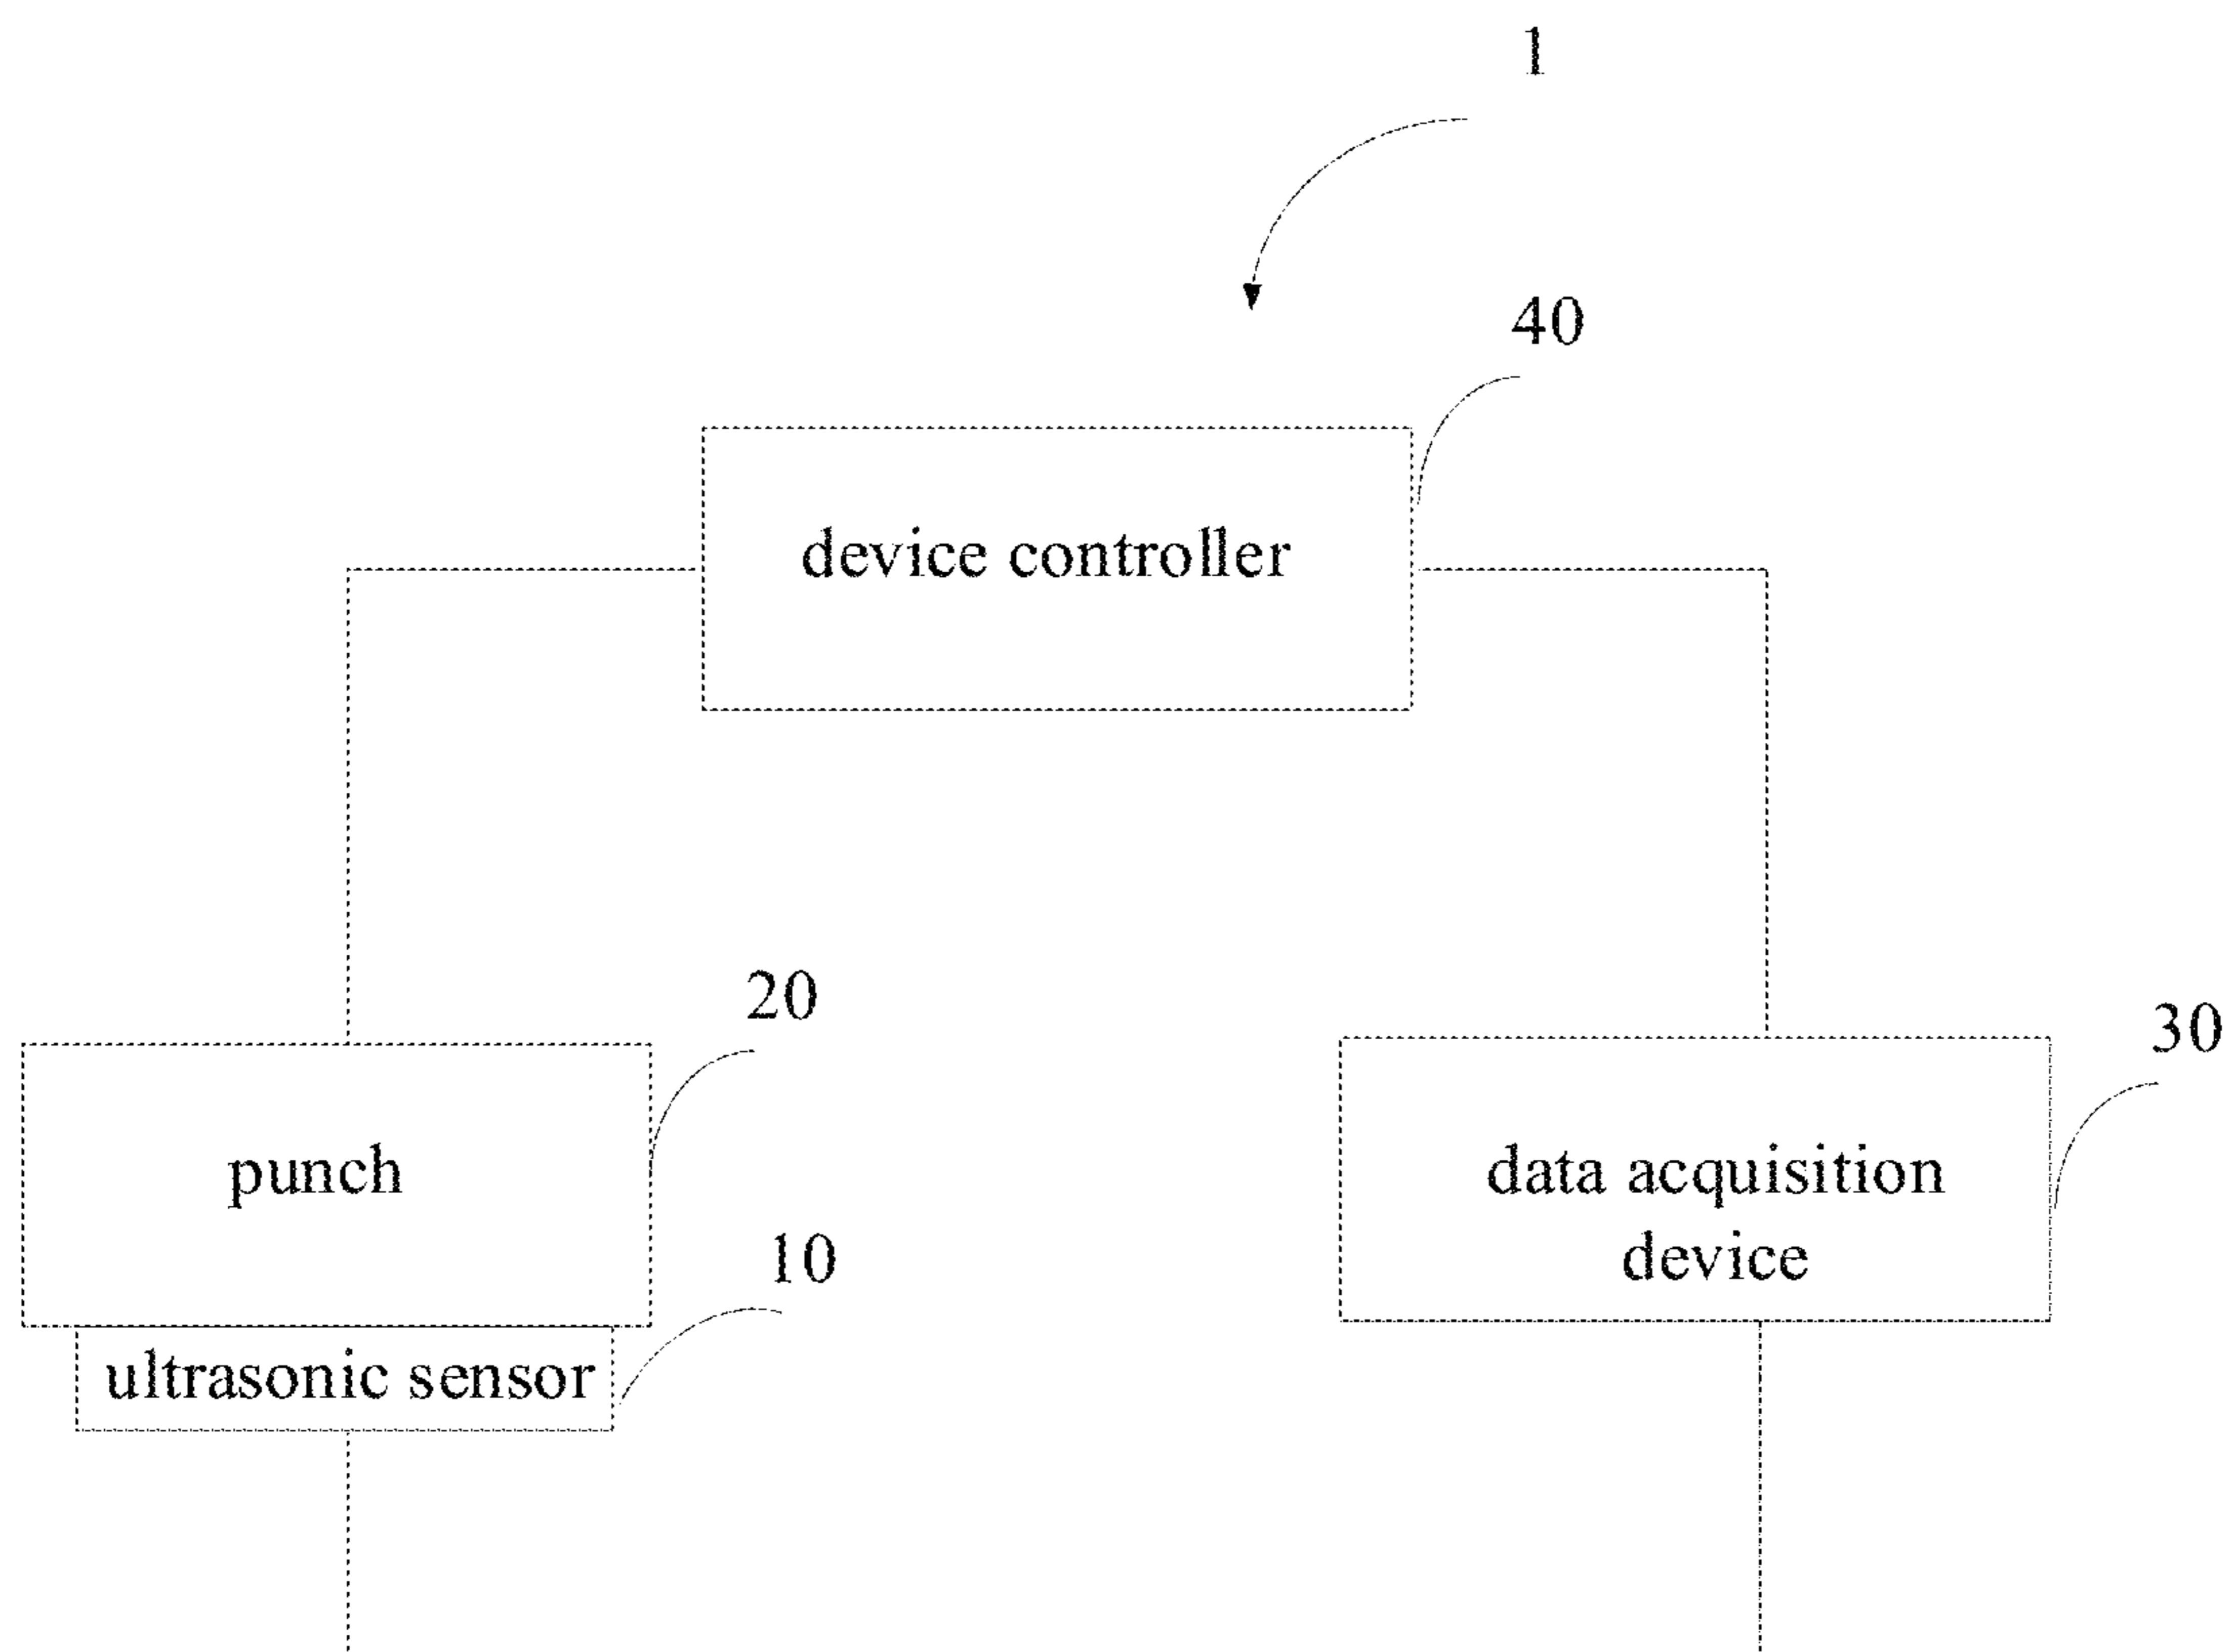 1
40
device controller
20
30
punch
data acquisition
device
10
ultrasonic sensor